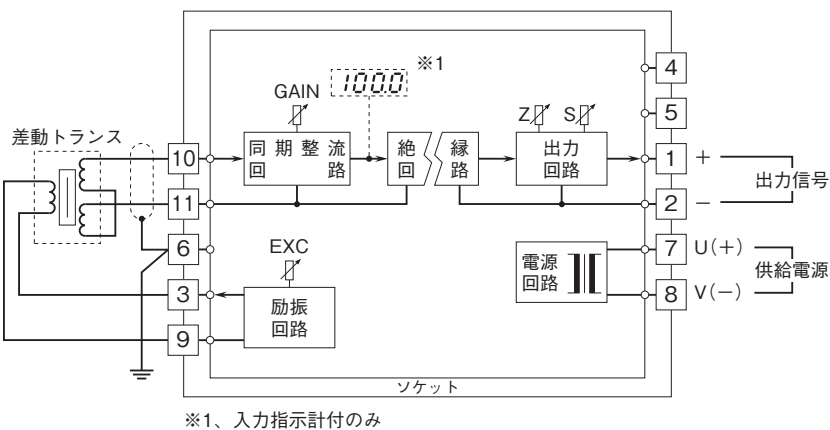 ※1
100.0
GAIN
Z
S
4
5
差動トランス
10
同期整流
回路
絶縁
回路
出力
回路
1
+
出力信号
11
2
−
6
EXC
電源
回路
7
U(+)
供給電源
3
励振
回路
8
V(−)
9
ソケット
※1、入力指示計付のみ